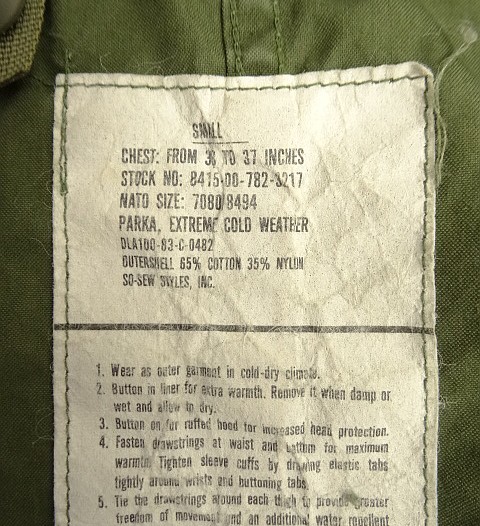 SMALL
CHEST: FROM 33 TO 37 INCHES
STOCK NO: 8415-00-782-3217
NATO SIZE: 7080/8494
PARKA, EXTREME COLD WEATHER
DLA100-83-C-0482
OUTERSHELL 65% COTTON 35% NYLON
SO-SEW STYLES, INC.
1. Wear as outer garment in cold-dry climate.
2. Button in liner for extra warmth. Remove it when damp or
wet and allow to dry.
3. Button on fur ruffed hood for increased head protection.
4. Fasten drawstrings at waist and bottom for maximum
warmth. Tighten sleeve cuffs by drawing elastic tabs
tightly around wrists and buttoning tabs.
5. Tie the drawstrings around each thigh to provide greater
freedom of movement and an additional water repellent